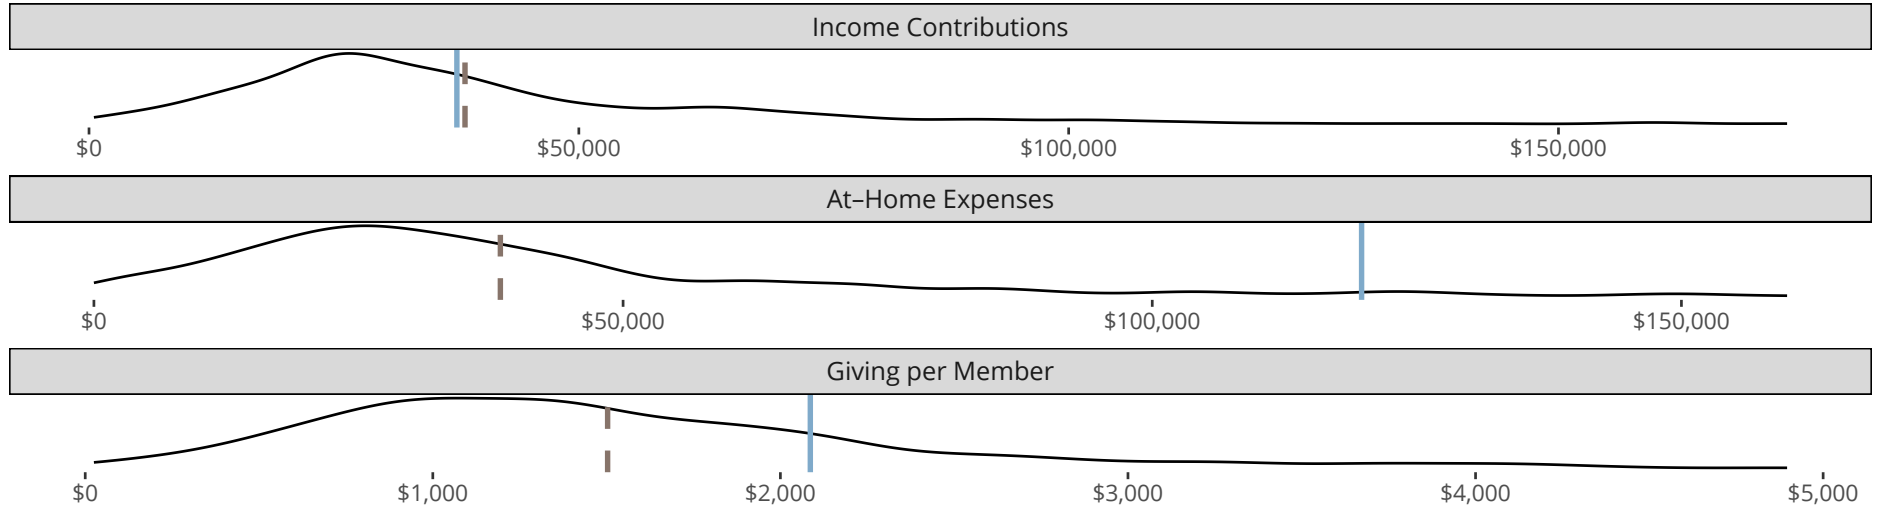 Income Contributions
$0 $50,000 $100,000 $150,000
At–Home Expenses
$0 $50,000 $100,000 $150,000
Giving per Member
$0 $1,000 $2,000 $3,000 $4,000 $5,000